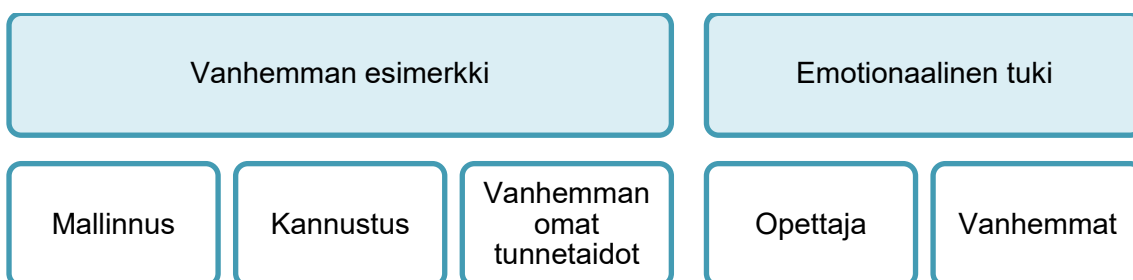 Vanhemman esimerkki
Emotionaalinen tuki
Mallinnus
Kannustus
Vanhemman
omat
tunnetaidot
Opettaja
Vanhemmat